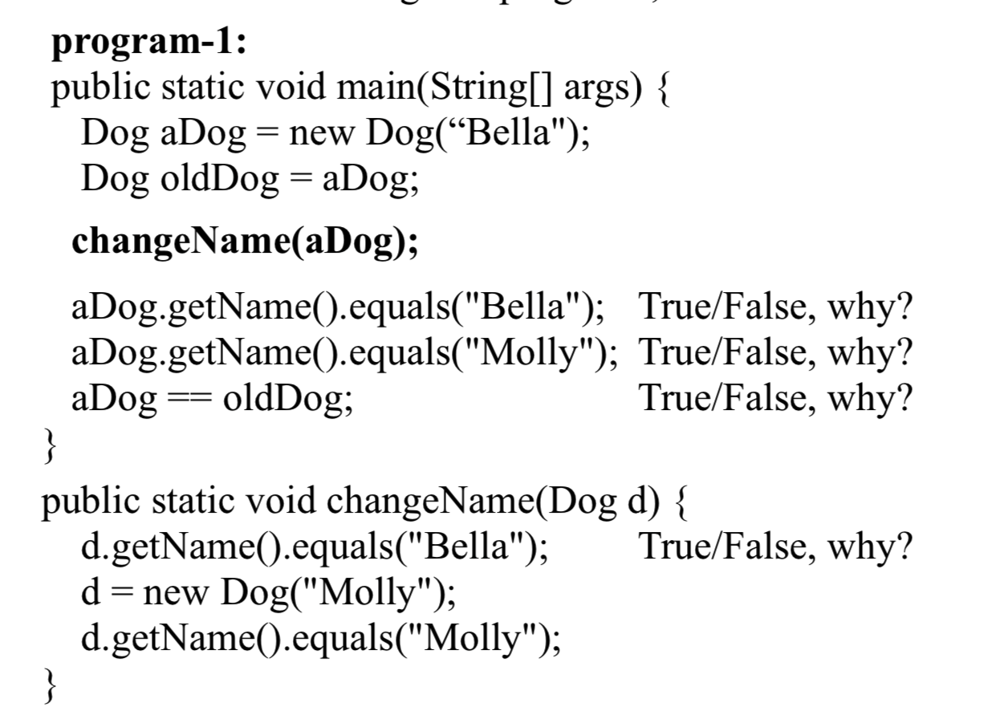 program-1:
public static void main(String[] args) {
Dog aDog = new Dog(“Bella");
Dog oldDog = aDog;
changeName(aDog);
aDog.getName().equals("Bella"); True/False, why?
aDog.getName().equals("Molly"); True/False, why?
aDog == oldDog; True/False, why?
}
public static void changeName(Dog d) {
d.getName().equals("Bella"); True/False, why?
d = new Dog("Molly");
d.getName().equals("Molly");
}